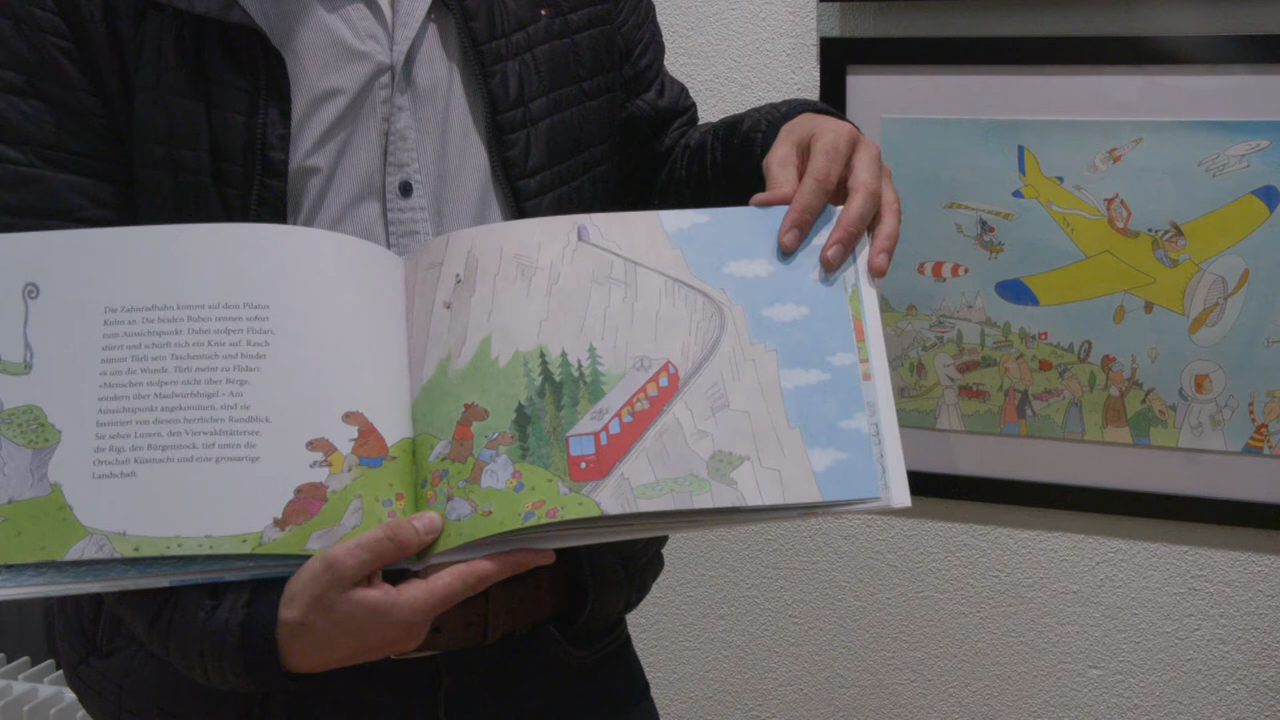 Die Zahnradbahn kommt auf dem Pilatus
Kulm an. Die beiden Buben rennen sofort
zum Aussichtspunkt. Dabei stolpert Flidari,
stürzt und schürft sich ein Knie auf. Rasch
nimmt Türli sein Taschentuch und bindet
es um die Wunde. Türli meint zu Flidari:
«Menschen stolpern nicht über Berge,
sondern über Maulwurfshügel.» Am
Aussichtspunkt angekommen, sind sie
fasziniert von diesem herrlichen Rundblick.
Sie sehen Luzern, den Vierwaldstättersee,
die Rigi, den Bürgenstock, tief unten die
Ortschaft Küssnacht und eine grossartige
Landschaft.